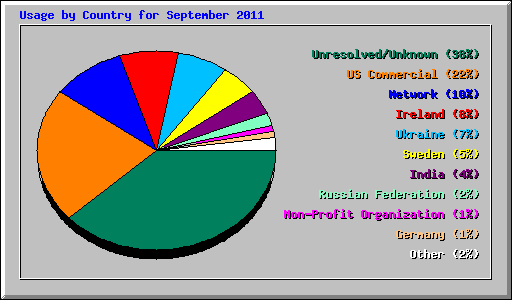 Usage by Country for September 2011
Unresolved/Unknown (38%)
US Commercial (22%)
Network (10%)
Ireland (8%)
Ukraine (7%)
Sweden (5%)
India (4%)
Russian Federation (2%)
Non-Profit Organization (1%)
Germany (1%)
Other (2%)